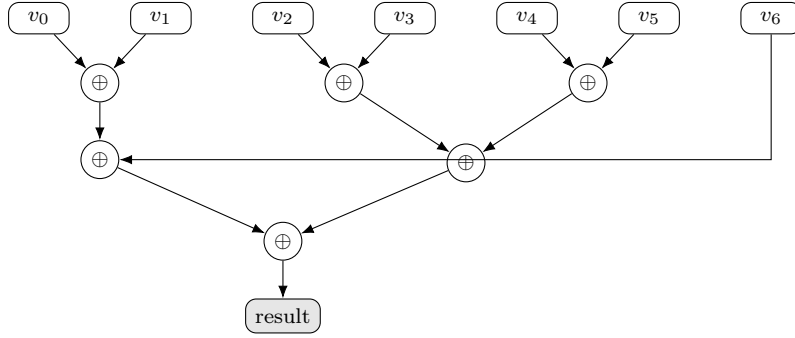 v₀ v₁ v₂ v₃ v₄ v₅ v₆
⊕ ⊕ ⊕
⊕ ⊕
⊕
result